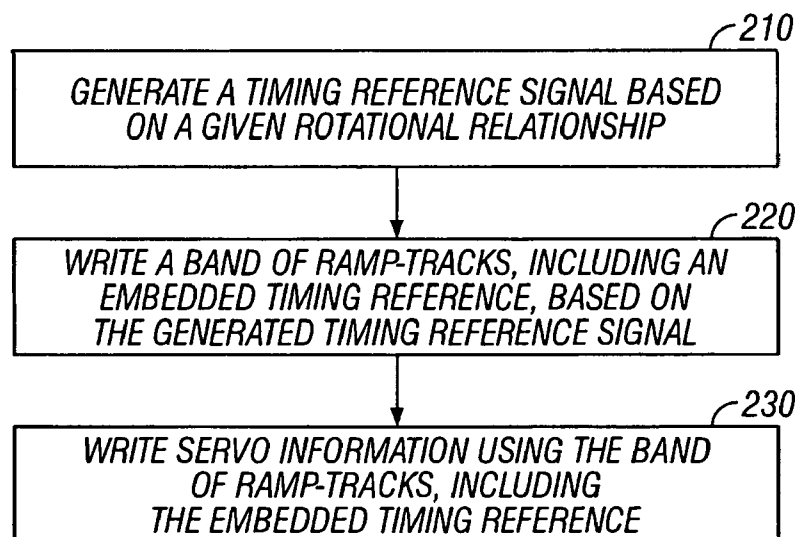 210
GENERATE A TIMING REFERENCE SIGNAL BASED
ON A GIVEN ROTATIONAL RELATIONSHIP
220
WRITE A BAND OF RAMP-TRACKS, INCLUDING AN
EMBEDDED TIMING REFERENCE, BASED ON
THE GENERATED TIMING REFERENCE SIGNAL
230
WRITE SERVO INFORMATION USING THE BAND
OF RAMP-TRACKS, INCLUDING
THE EMBEDDED TIMING REFERENCE